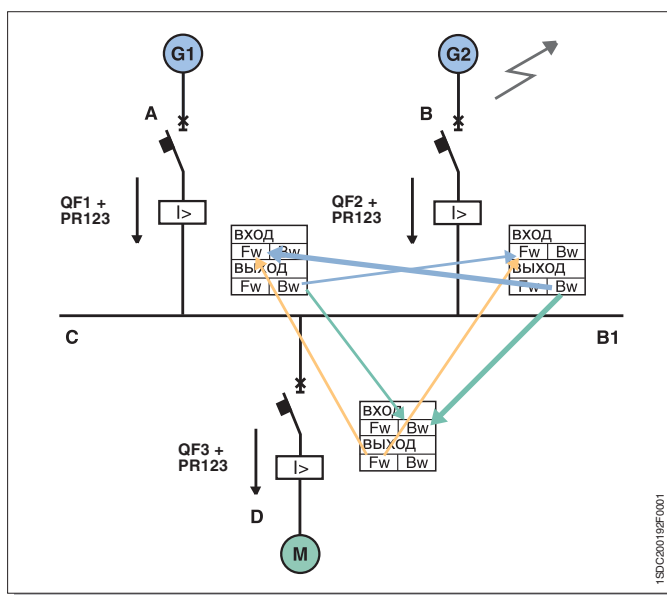 G1
G2
A
B
QF1 +
PR123
I>
QF2 +
PR123
I>
ВХОД
Fw Bw
ВЫХОД
Fw Bw
ВХОД
Fw Bw
ВЫХОД
Fw Bw
C
B1
QF3 +
PR123
I>
ВХОД
Fw Bw
ВЫХОД
Fw Bw
D
M
1SDC200192F0001